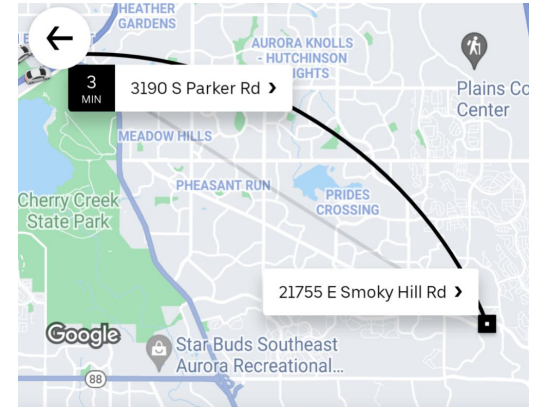 HEATHER
GARDENS
AURORA KNOLLS
- HUTCHINSON
IGHTS
Plains Co
Center
3
MIN
3190 S Parker Rd ›
MEADOW HILLS
PHEASANT RUN
PRIDES
CROSSING
Cherry Creek
State Park
21755 E Smoky Hill Rd ›
Google
Star Buds Southeast
Aurora Recreational...
88